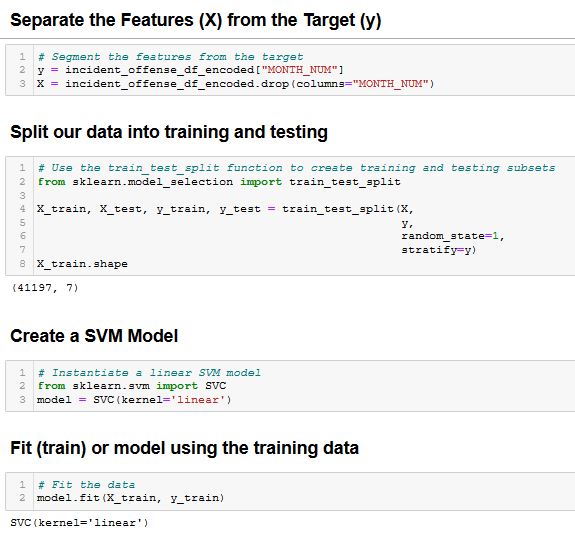 Separate the Features (X) from the Target (y)
1 # Segment the features from the target
2 y = incident_offense_df_encoded["MONTH_NUM"]
3 X = incident_offense_df_encoded.drop(columns="MONTH_NUM")
Split our data into training and testing
1 # Use the train_test_split function to create training and testing subsets
2 from sklearn.model_selection import train_test_split
3
4 X_train, X_test, y_train, y_test = train_test_split(X,
5 y,
6 random_state=1,
7 stratify=y)
8 X_train.shape
(41197, 7)
Create a SVM Model
1 # Instantiate a linear SVM model
2 from sklearn.svm import SVC
3 model = SVC(kernel='linear')
Fit (train) or model using the training data
1 # Fit the data
2 model.fit(X_train, y_train)
SVC(kernel='linear')